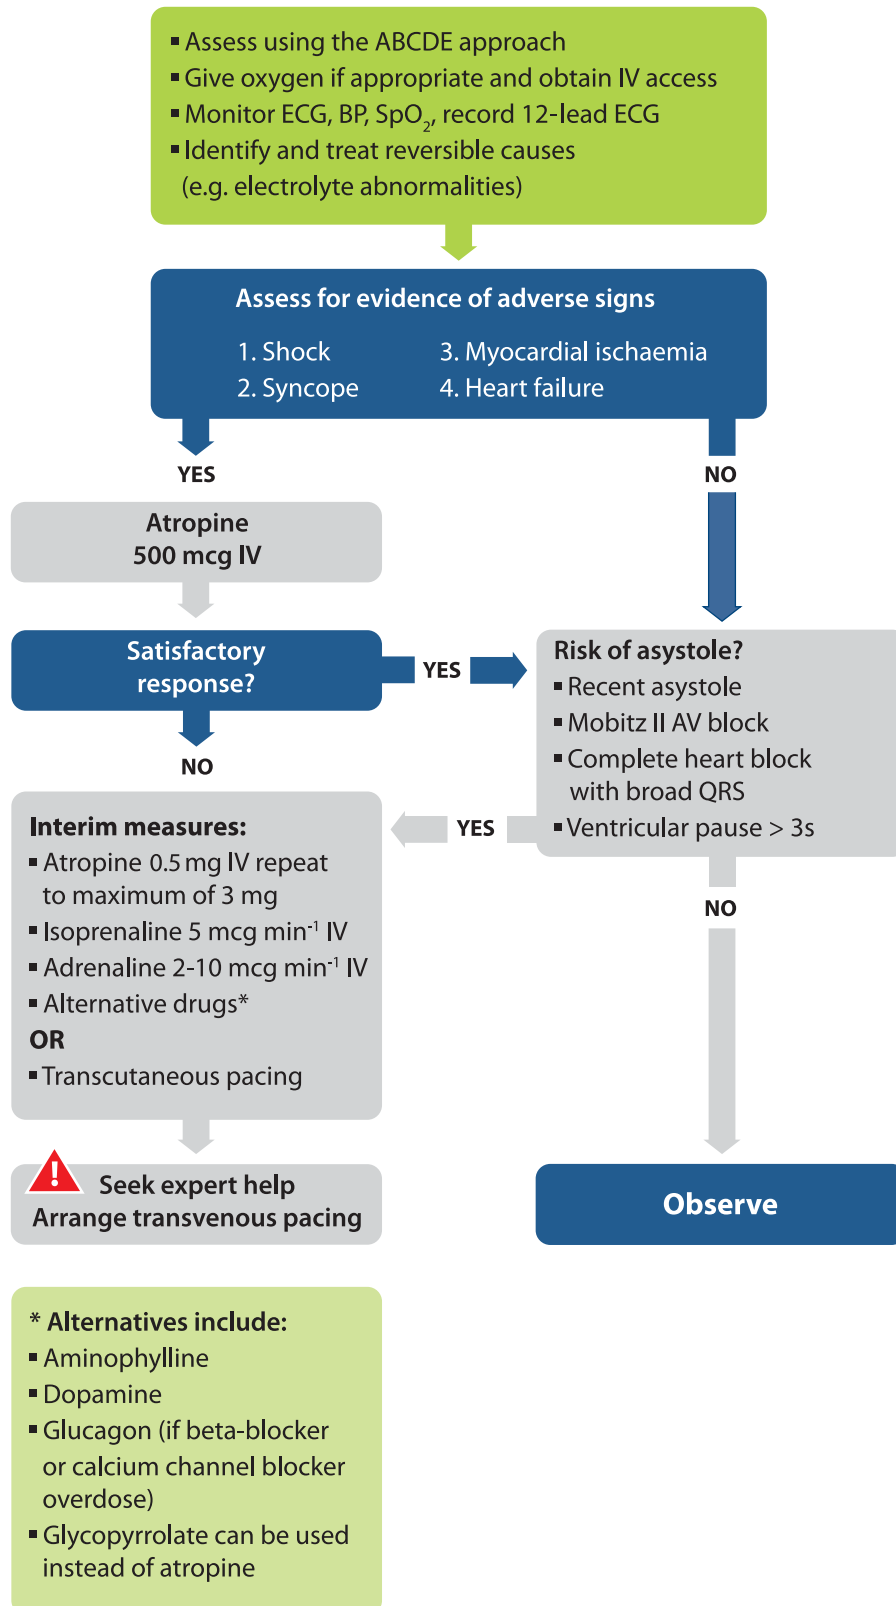 ▪ Assess using the ABCDE approach
▪ Give oxygen if appropriate and obtain IV access
▪ Monitor ECG, BP, SpO₂, record 12-lead ECG
▪ Identify and treat reversible causes
(e.g. electrolyte abnormalities)
Assess for evidence of adverse signs
1. Shock
2. Syncope
3. Myocardial ischaemia
4. Heart failure
YES
NO
Atropine
500 mcg IV
Satisfactory
response?
YES
Risk of asystole?
▪ Recent asystole
▪ Mobitz II AV block
▪ Complete heart block
with broad QRS
▪ Ventricular pause > 3s
NO
YES
Interim measures:
▪ Atropine 0.5 mg IV repeat
to maximum of 3 mg
▪ Isoprenaline 5 mcg min⁻¹ IV
▪ Adrenaline 2-10 mcg min⁻¹ IV
▪ Alternative drugs*
OR
▪ Transcutaneous pacing
NO
!
Seek expert help
Arrange transvenous pacing
Observe
* Alternatives include:
▪ Aminophylline
▪ Dopamine
▪ Glucagon (if beta-blocker
or calcium channel blocker
overdose)
▪ Glycopyrrolate can be used
instead of atropine